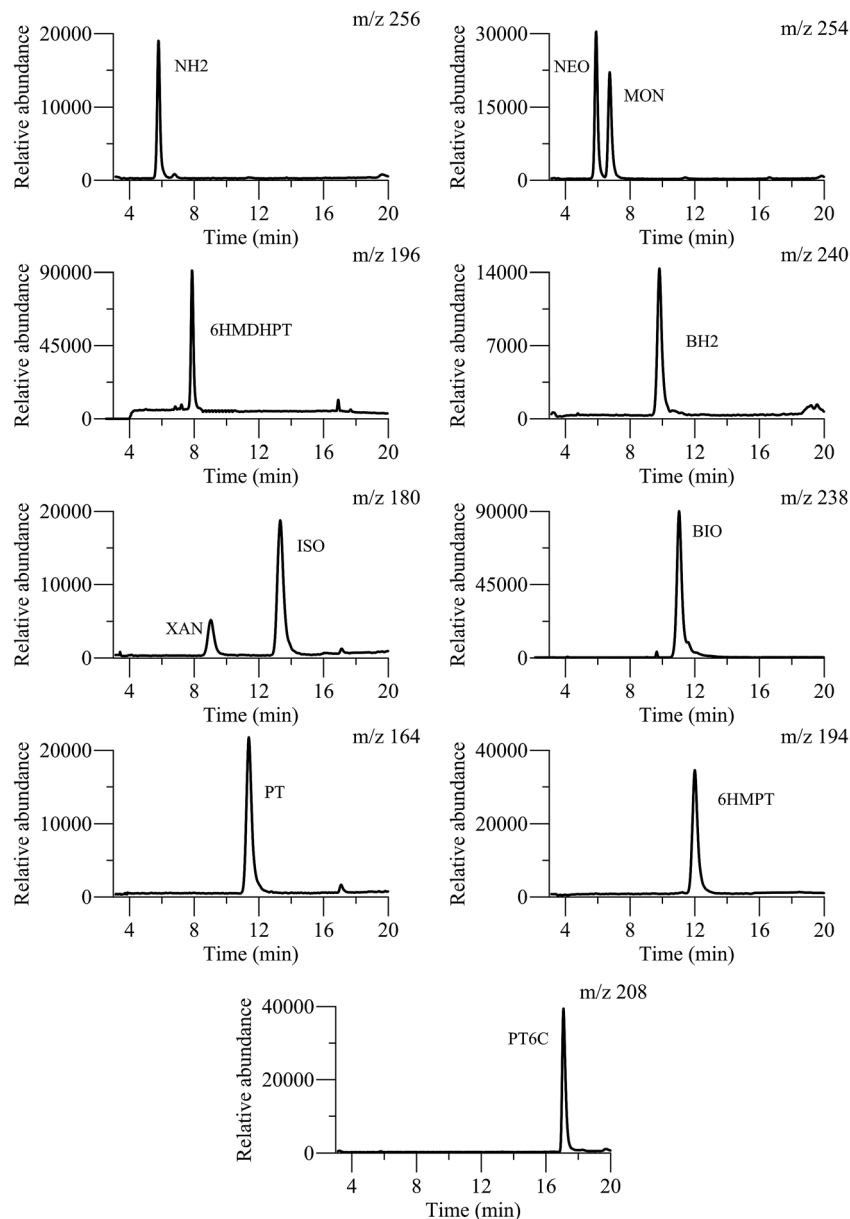 m/z 256
Relative abundance
20000
10000
0
NH2
4 8 12 16 20
Time (min)
m/z 254
Relative abundance
30000
15000
0
NEO
MON
4 8 12 16 20
Time (min)
m/z 196
Relative abundance
90000
45000
0
6HMDHPT
4 8 12 16 20
Time (min)
m/z 240
Relative abundance
14000
7000
0
BH2
4 8 12 16 20
Time (min)
m/z 180
Relative abundance
20000
10000
0
XAN
ISO
4 8 12 16 20
Time (min)
m/z 238
Relative abundance
90000
45000
0
BIO
4 8 12 16 20
Time (min)
m/z 164
Relative abundance
20000
10000
0
PT
4 8 12 16 20
Time (min)
m/z 194
Relative abundance
40000
20000
0
6HMPT
4 8 12 16 20
Time (min)
m/z 208
Relative abundance
40000
20000
0
PT6C
4 8 12 16 20
Time (min)